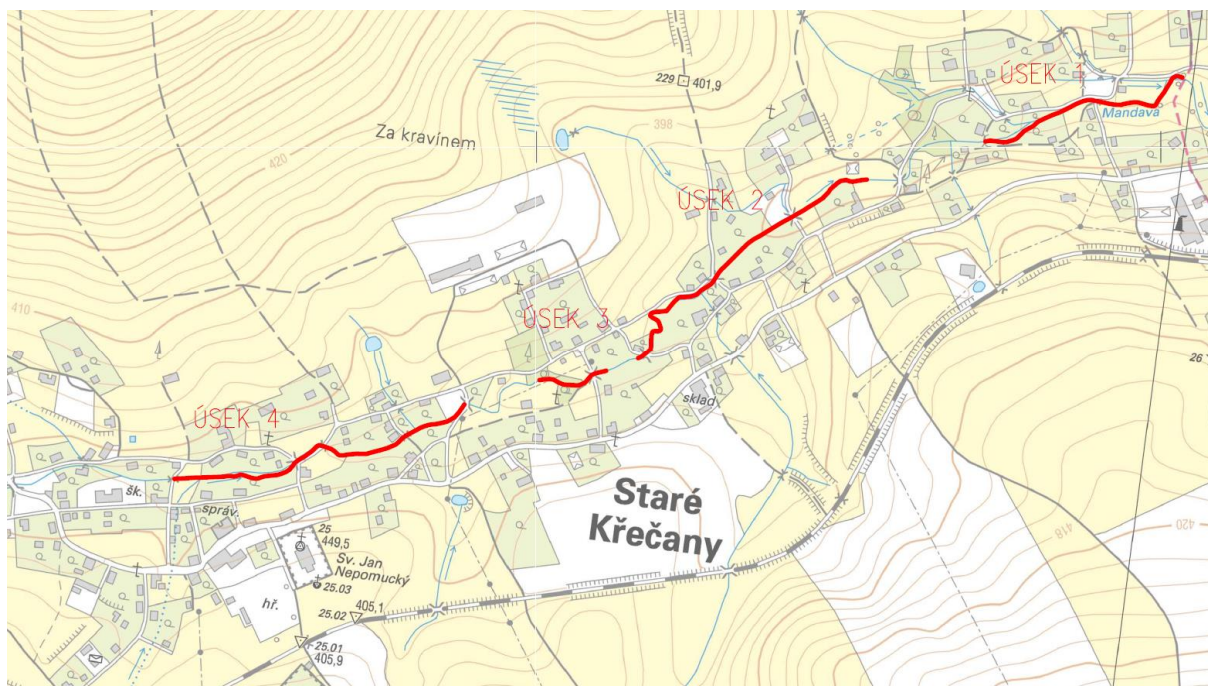 ÚSEK 1
Mandava
229 401,9
398
Za kravínem
420
ÚSEK 2
410
ÚSEK 3
26
sklad
ÚSEK 4
šk.
správ.
Staré
Křečany
25
449,5
Sv. Jan
Nepomucký
25.03
hř.
25.02
405,1
25.01
405,9
418
420